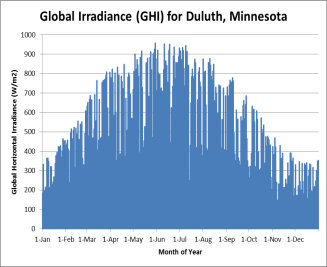 Global Irradiance (GHI) for Duluth, Minnesota
Global Horizontal Irradiance (W/m2)
1000
900
800
700
600
500
400
300
200
100
0
1-Jan 1-Feb 1-Mar 1-Apr 1-May 1-Jun 1-Jul 1-Aug 1-Sep 1-Oct 1-Nov 1-Dec
Month of Year